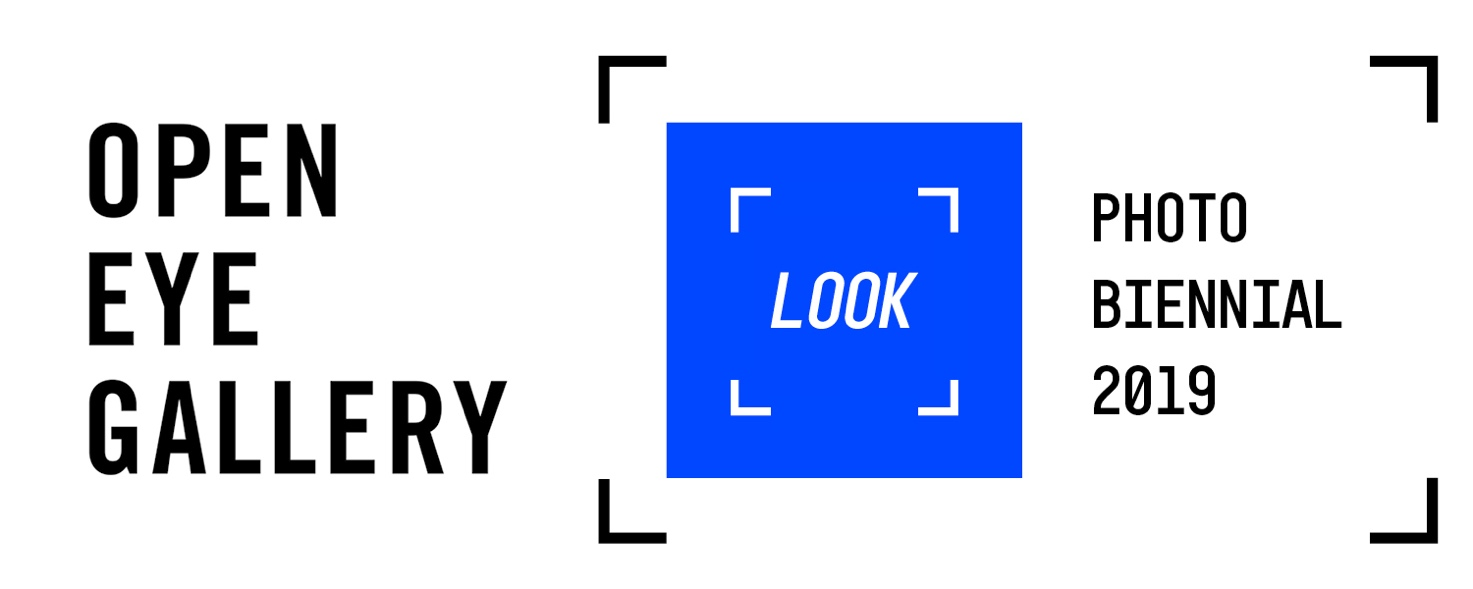 OPEN
EYE
GALLERY
LOOK
PHOTO
BIENNIAL
2019